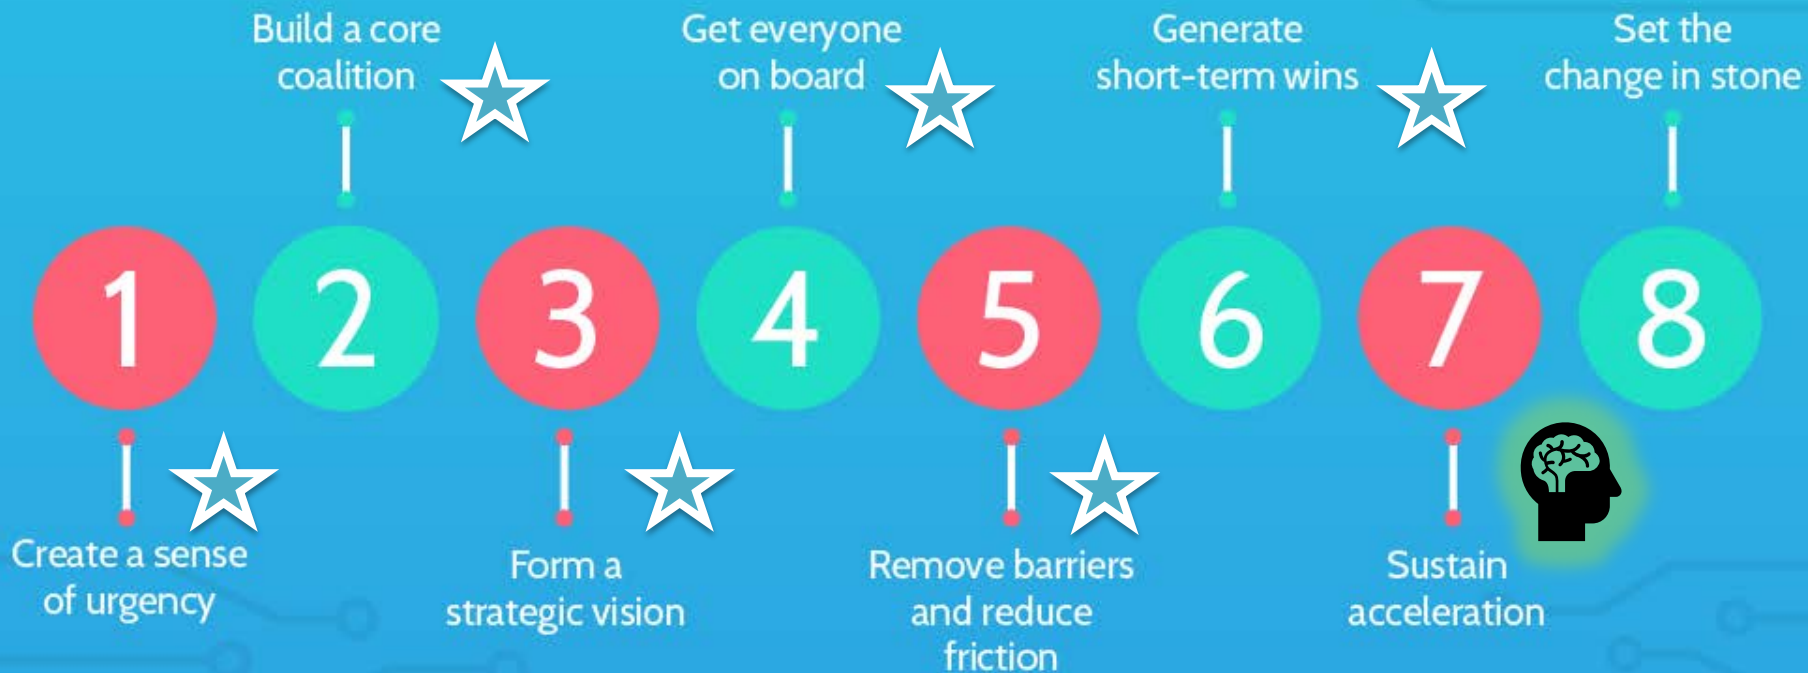 Build a core
coalition
Get everyone
on board
Generate
short-term wins
Set the
change in stone
1
2
3
4
5
6
7
8
Create a sense
of urgency
Form a
strategic vision
Remove barriers
and reduce
friction
Sustain
acceleration